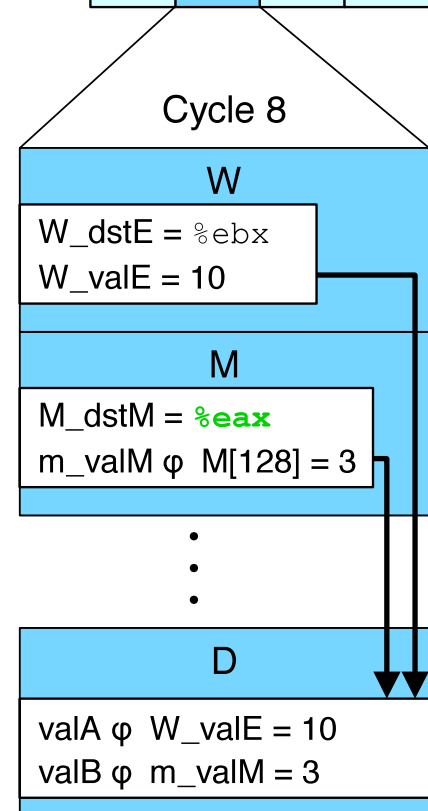 Cycle 8
W
W_dstE = %ebx
W_valE = 10
M
M_dstM = %eax
m_valM φ M[128] = 3
D
valA φ W_valE = 10
valB φ m_valM = 3